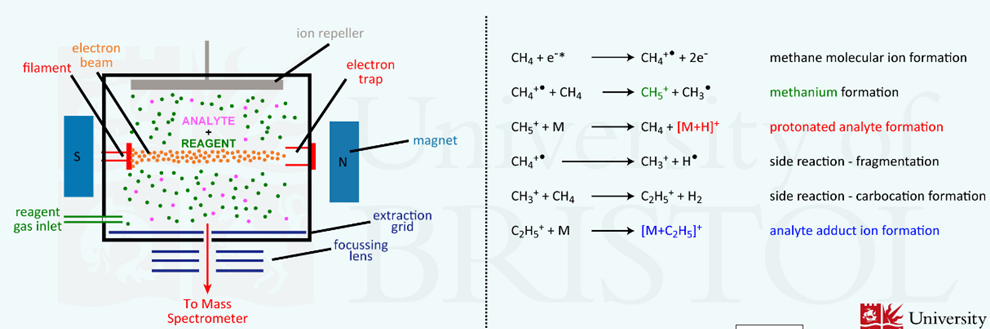 ion repeller
electron
beam
filament
electron
trap
ANALYTE
+
REAGENT
S
N
magnet
reagent
gas inlet
extraction
grid
focussing
lens
To Mass
Spectrometer
CH₄ + e⁻* ⟶ CH₄⁺• + 2e⁻ methane molecular ion formation
CH₄⁺• + CH₄ ⟶ CH₅⁺ + CH₃• methanium formation
CH₅⁺ + M ⟶ CH₄ + [M+H]⁺ protonated analyte formation
CH₄⁺• ⟶ CH₃⁺ + H• side reaction - fragmentation
CH₃⁺ + CH₄ ⟶ C₂H₅⁺ + H₂ side reaction - carbocation formation
C₂H₅⁺ + M ⟶ [M+C₂H₅]⁺ analyte adduct ion formation
University of
BRISTOL
University